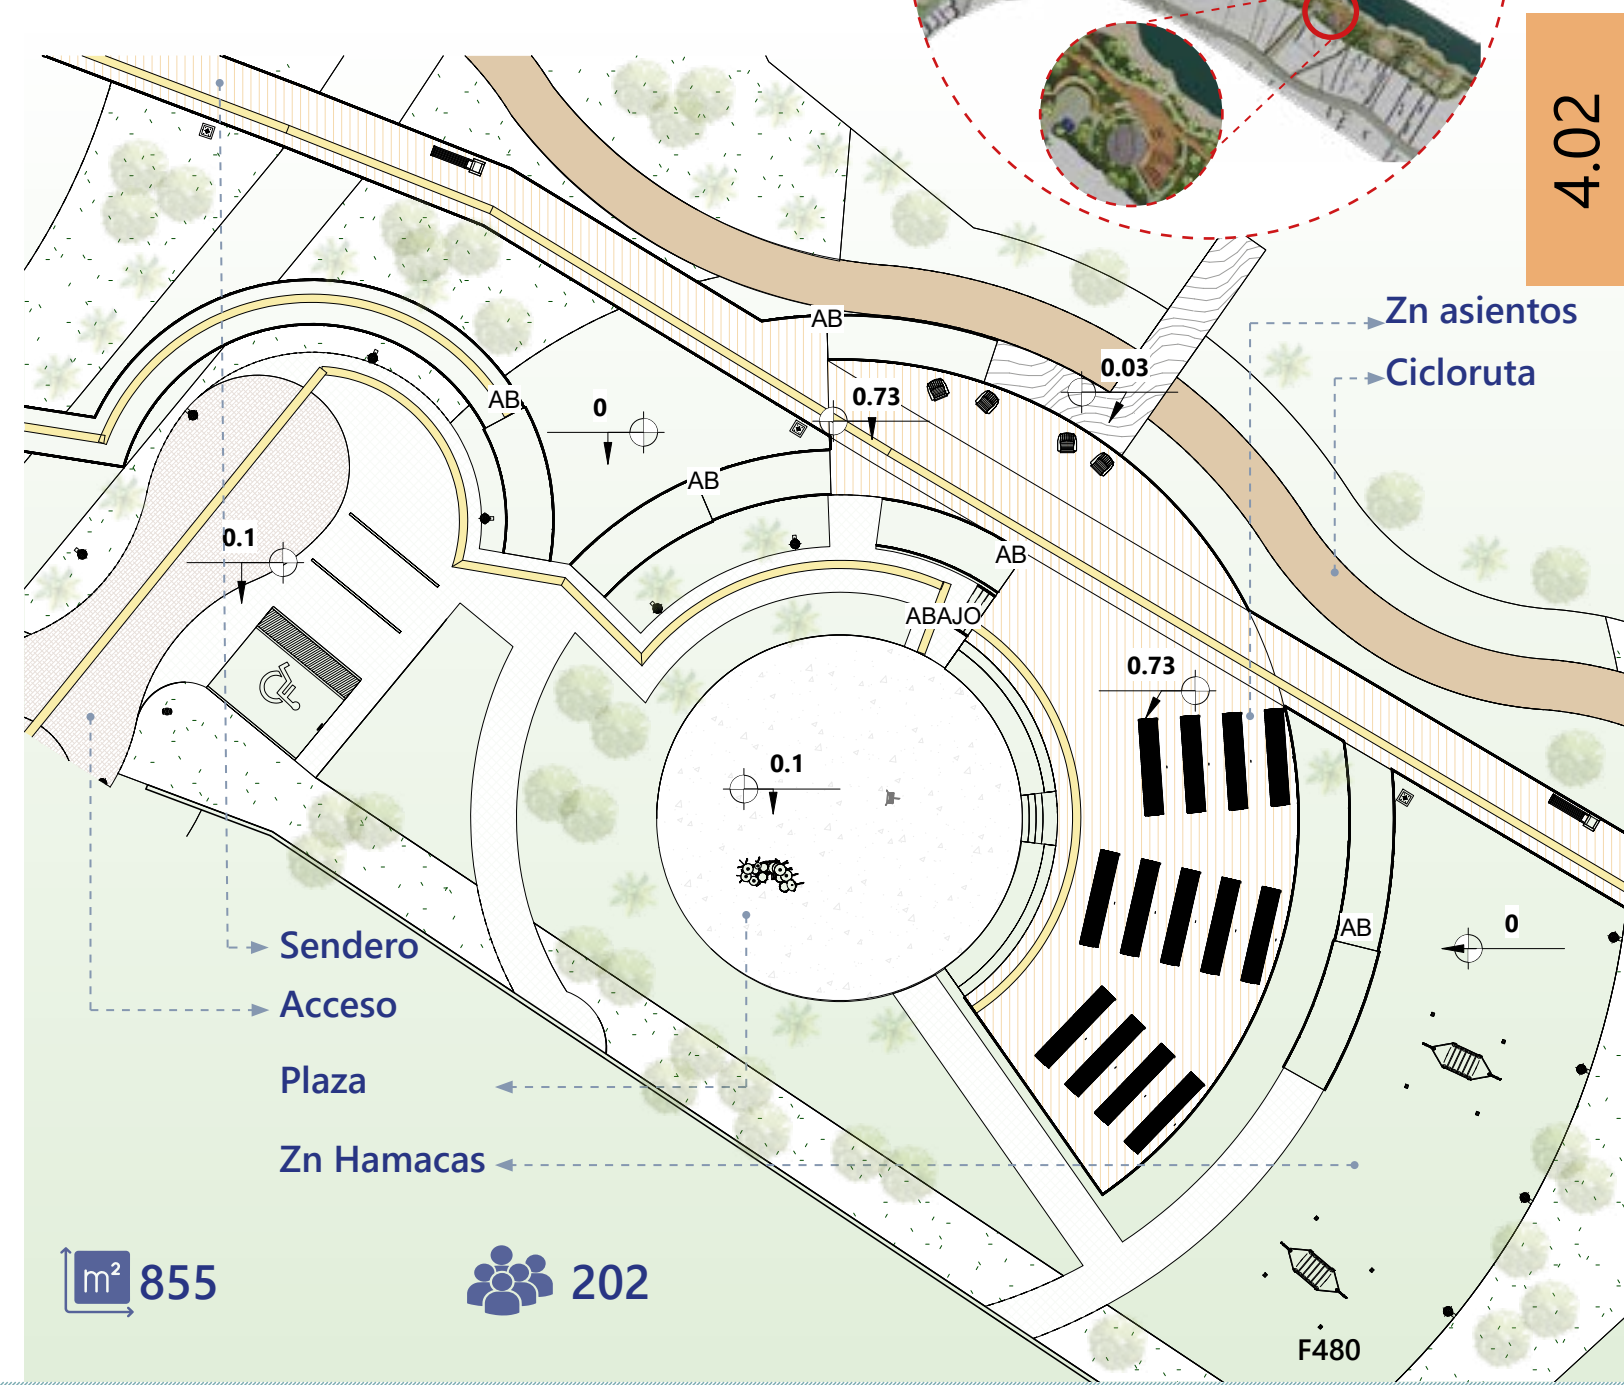 4.02
Zn asientos
AB
0.03
Cicloruta
0.73
AB
0
AB
0.1
AB
ABAJO
0.73
0.1
AB
0
Sendero
Acceso
Plaza
Zn Hamacas
m² 855
202
F480